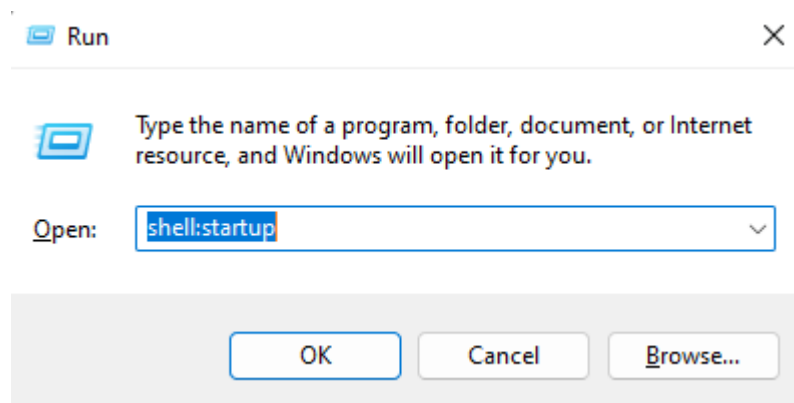 Run
Type the name of a program, folder, document, or Internet
resource, and Windows will open it for you.
Open: shell:startup
OK Cancel Browse...